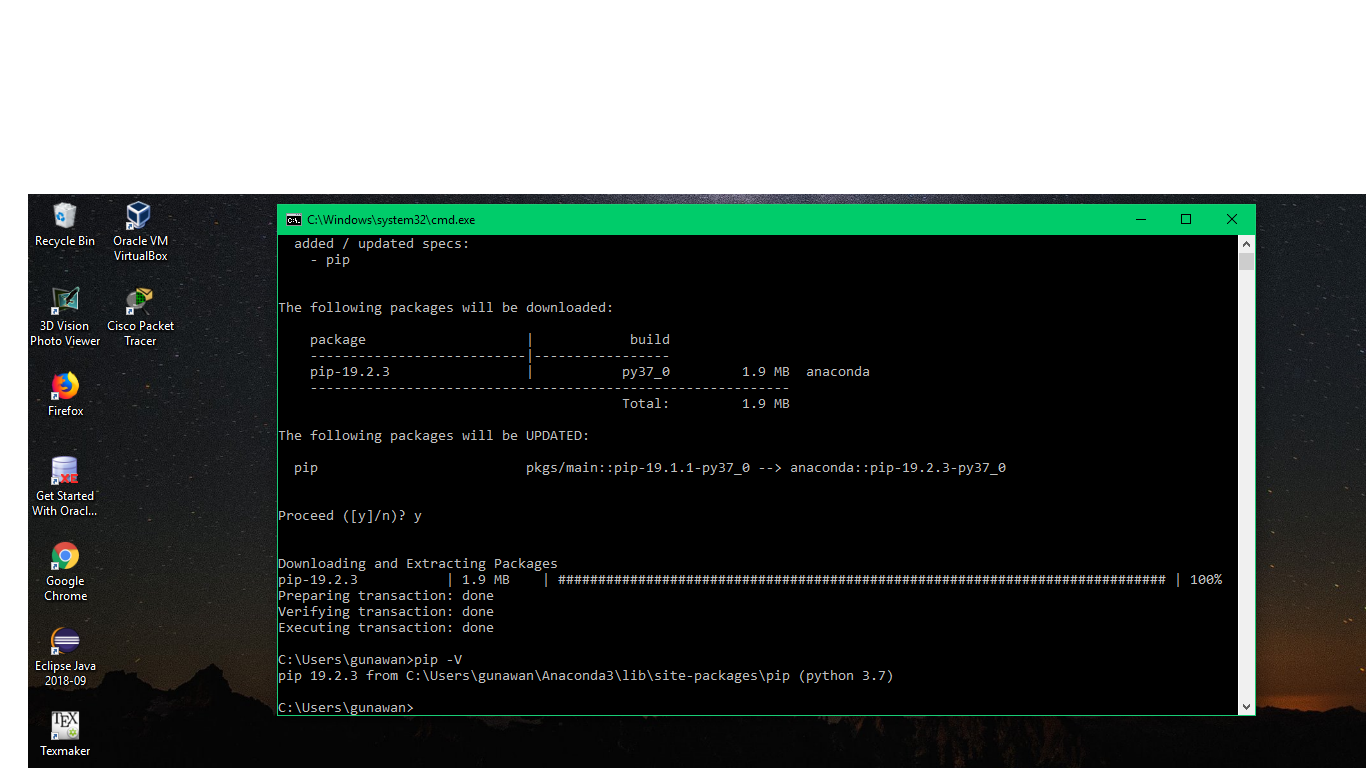 Recycle Bin
Oracle VM
VirtualBox
3D Vision
Photo Viewer
Cisco Packet
Tracer
Firefox
Get Started
With Oracl...
Google
Chrome
Eclipse Java
2018-09
TEX
Texmaker
C:\Windows\system32\cmd.exe
added / updated specs:
- pip
The following packages will be downloaded:
package | build
---------------------------|-----------------
pip-19.2.3 | py37_0 1.9 MB anaconda
------------------------------------------------------------
Total: 1.9 MB
The following packages will be UPDATED:
pip pkgs/main::pip-19.1.1-py37_0 --> anaconda::pip-19.2.3-py37_0
Proceed ([y]/n)? y
Downloading and Extracting Packages
pip-19.2.3 | 1.9 MB | ############################################################################ | 100%
Preparing transaction: done
Verifying transaction: done
Executing transaction: done
C:\Users\gunawan>pip -V
pip 19.2.3 from C:\Users\gunawan\Anaconda3\lib\site-packages\pip (python 3.7)
C:\Users\gunawan>